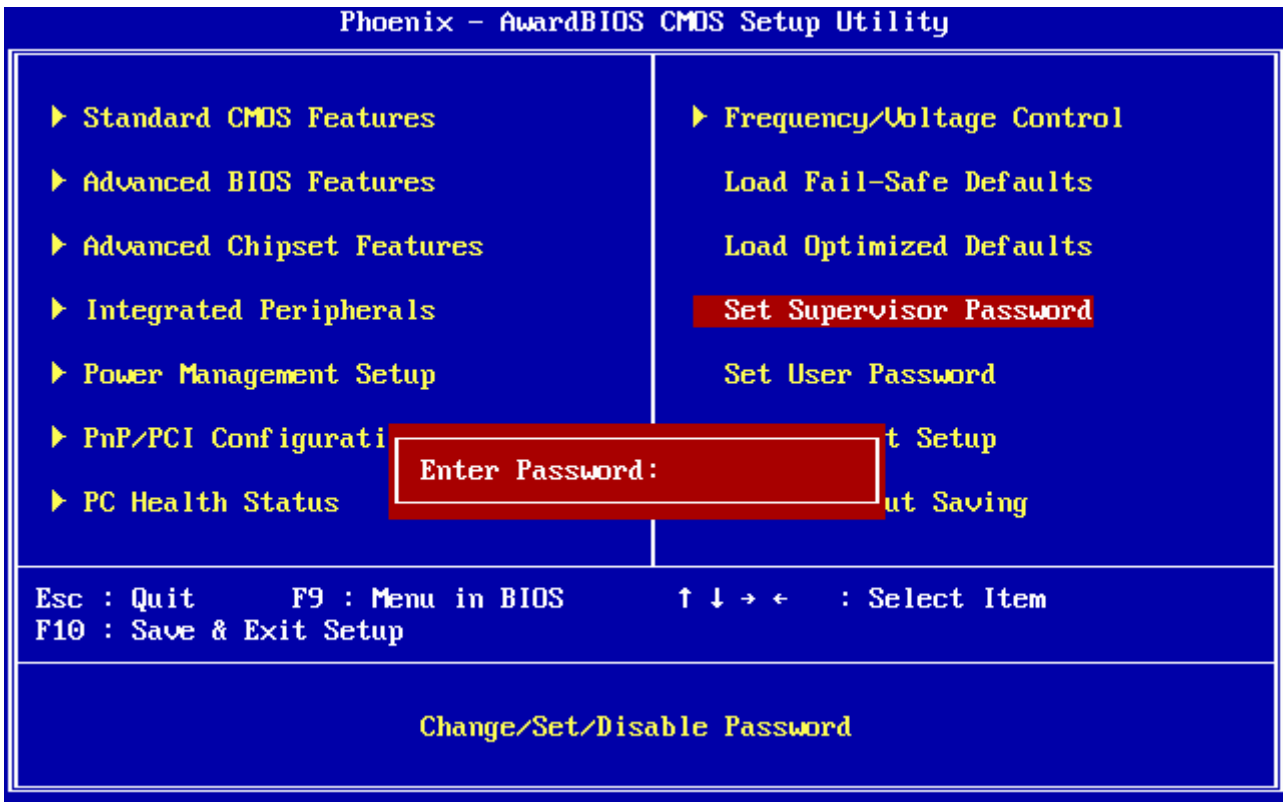 Phoenix - AwardBIOS CMOS Setup Utility
Standard CMOS Features
Advanced BIOS Features
Advanced Chipset Features
Integrated Peripherals
Power Management Setup
PnP/PCI Configurati
PC Health Status
Frequency/Voltage Control
Load Fail-Safe Defaults
Load Optimized Defaults
Set Supervisor Password
Set User Password
t Setup
ut Saving
Enter Password:
Esc : Quit F9 : Menu in BIOS ↑ ↓ → ← : Select Item
F10 : Save & Exit Setup
Change/Set/Disable Password